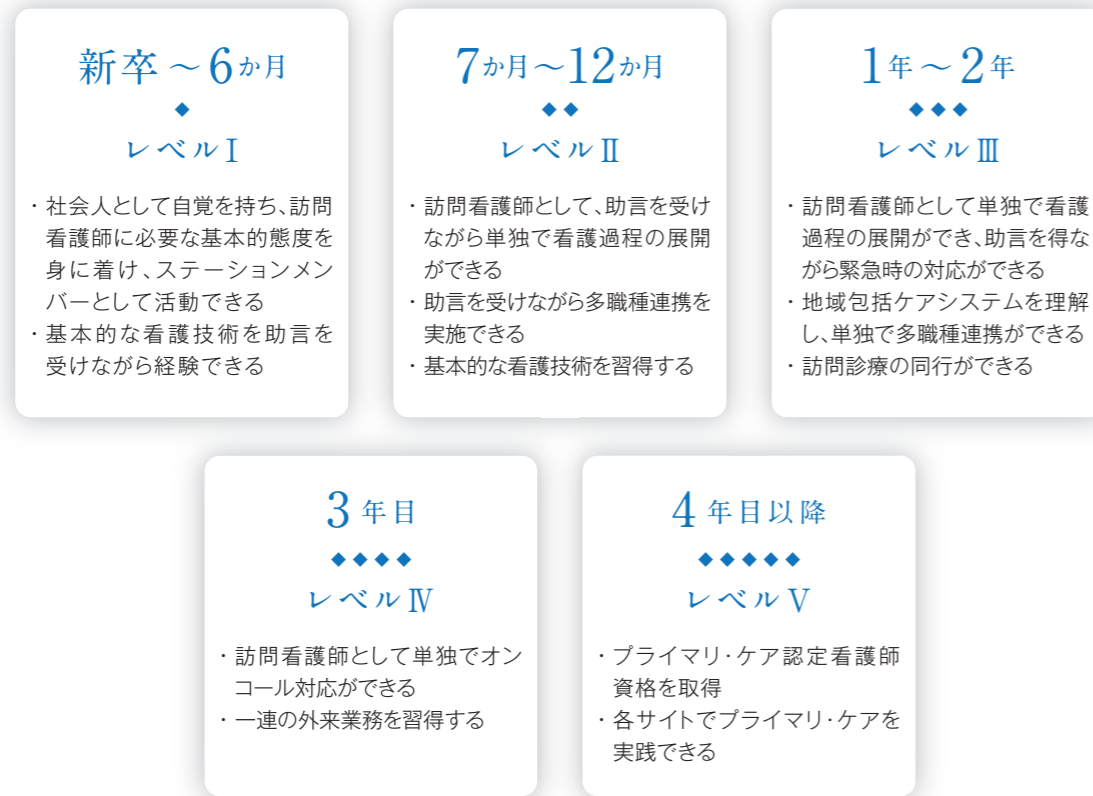 新卒～6か月
◆
レベルⅠ
・社会人として自覚を持ち、訪問
看護師に必要な基本的態度を
身に着け、ステーションメン
バーとして活動できる
・基本的な看護技術を助言を
受けながら経験できる
7か月～12か月
◆◆
レベルⅡ
・訪問看護師として、助言を受け
ながら単独で看護過程の展開
ができる
・助言を受けながら多職種連携を
実施できる
・基本的な看護技術を習得する
1年～2年
◆◆◆
レベルⅢ
・訪問看護師として単独で看護
過程の展開ができ、助言を得な
がら緊急時の対応ができる
・地域包括ケアシステムを理解
し、単独で多職種連携ができる
・訪問診療の同行ができる
3年目
◆◆◆◆
レベルⅣ
・訪問看護師として単独でオン
コール対応ができる
・一連の外来業務を習得する
4年目以降
◆◆◆◆◆
レベルⅤ
・プライマリ・ケア認定看護師
資格を取得
・各サイトでプライマリ・ケアを
実践できる